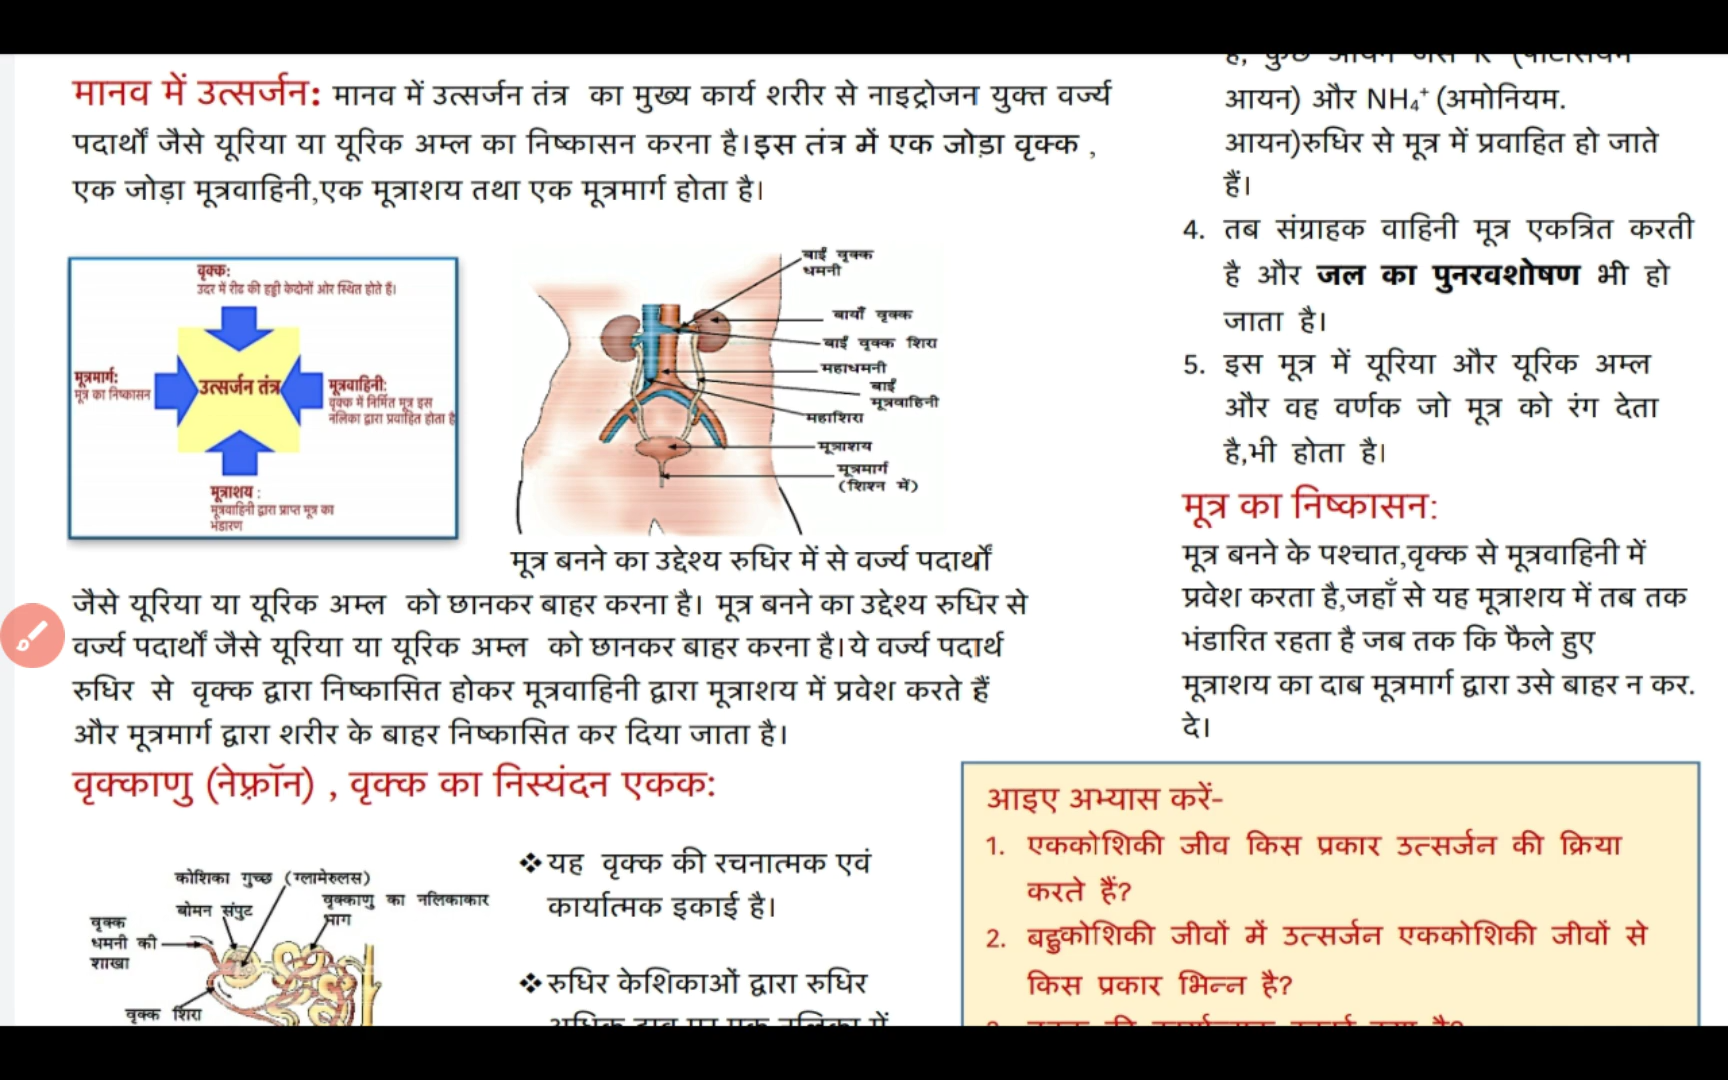 मानव में उत्सर्जन: मानव में उत्सर्जन तंत्र का मुख्य कार्य शरीर से नाइट्रोजन युक्त वर्ज्य
पदार्थों जैसे यूरिया या यूरिक अम्ल का निष्कासन करना है।इस तंत्र में एक जोड़ा वृक्क ,
एक जोड़ा मूत्रवाहिनी,एक मूत्राशय तथा एक मूत्रमार्ग होता है।
वृक्क:
उदर में रीढ की हड्डी केदोनों ओर स्थित होते हैं।
मूत्रमार्ग:
मूत्र का निष्कासन
उत्सर्जन तंत्र
मूत्रवाहिनी:
वृक्क में निर्मित मूत्र इस
नलिका द्वारा प्रवाहित होता है
मूत्राशय :
मूत्रवाहिनी द्वारा प्राप्त मूत्र का
भंडारण
बाईं वृक्क
धमनी
बायाँ वृक्क
बाईं वृक्क शिरा
महाधमनी
बाईं
मूत्रवाहिनी
महाशिरा
मूत्राशय
मूत्रमार्ग
(शिश्न में)
मूत्र बनने का उद्देश्य रुधिर में से वर्ज्य पदार्थों
जैसे यूरिया या यूरिक अम्ल को छानकर बाहर करना है। मूत्र बनने का उद्देश्य रुधिर से
वर्ज्य पदार्थों जैसे यूरिया या यूरिक अम्ल को छानकर बाहर करना है।ये वर्ज्य पदार्थ
रुधिर से वृक्क द्वारा निष्कासित होकर मूत्रवाहिनी द्वारा मूत्राशय में प्रवेश करते हैं
और मूत्रमार्ग द्वारा शरीर के बाहर निष्कासित कर दिया जाता है।
वृक्काणु (नेफ़्रॉन) , वृक्क का निस्यंदन एकक:
कोशिका गुच्छ (ग्लामेरुलस)
बोमन संपुट
वृक्काणु का नलिकाकार
भाग
वृक्क
धमनी की
शाखा
वृक्क शिरा
❖ यह वृक्क की रचनात्मक एवं
कार्यात्मक इकाई है।
❖ रुधिर केशिकाओं द्वारा रुधिर
आयन) और NH₄⁺ (अमोनियम.
आयन)रुधिर से मूत्र में प्रवाहित हो जाते
हैं।
4. तब संग्राहक वाहिनी मूत्र एकत्रित करती
है और जल का पुनरवशोषण भी हो
जाता है।
5. इस मूत्र में यूरिया और यूरिक अम्ल
और वह वर्णक जो मूत्र को रंग देता
है,भी होता है।
मूत्र का निष्कासन:
मूत्र बनने के पश्चात,वृक्क से मूत्रवाहिनी में
प्रवेश करता है,जहाँ से यह मूत्राशय में तब तक
भंडारित रहता है जब तक कि फैले हुए
मूत्राशय का दाब मूत्रमार्ग द्वारा उसे बाहर न कर.
दे।
आइए अभ्यास करें-
1. एककोशिकी जीव किस प्रकार उत्सर्जन की क्रिया
करते हैं?
2. बहुकोशिकी जीवों में उत्सर्जन एककोशिकी जीवों से
किस प्रकार भिन्न है?